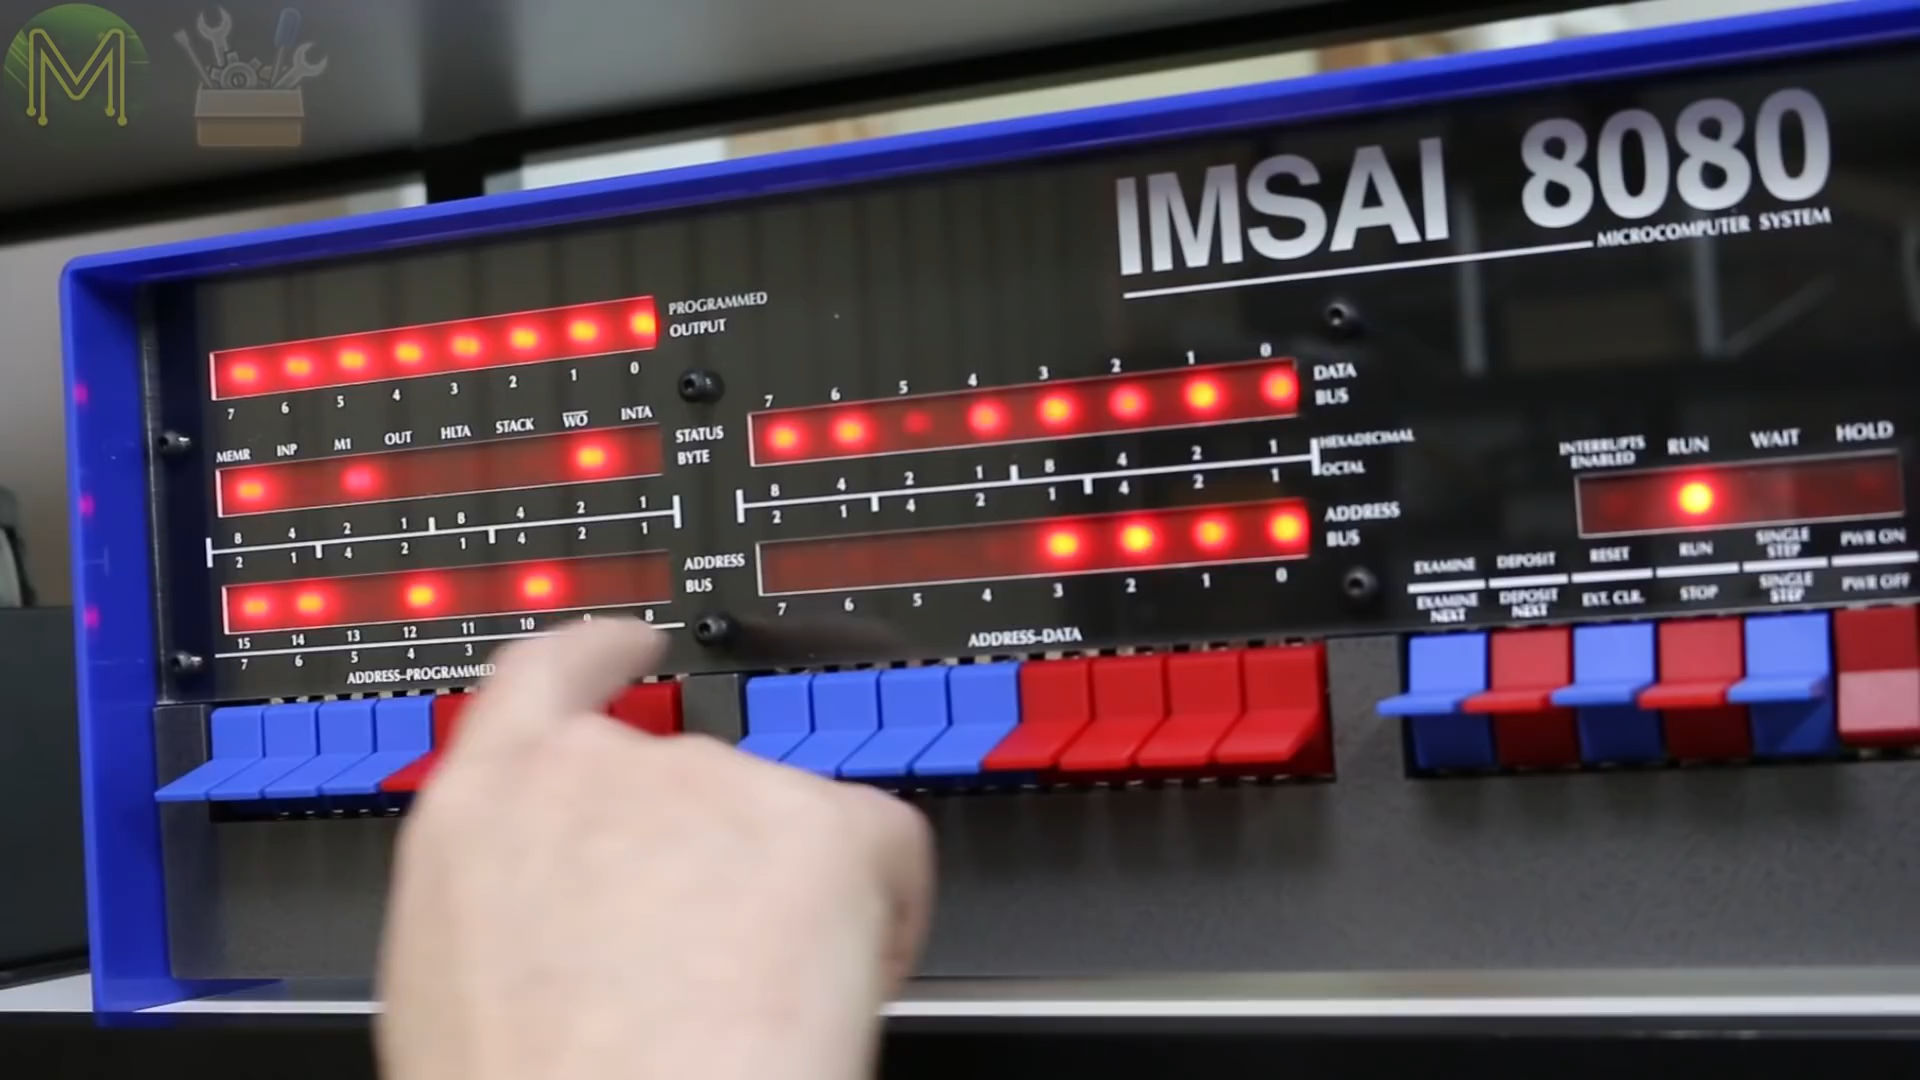 M
IMSAI 8080
MICROCOMPUTER SYSTEM
PROGRAMMED
OUTPUT
7 6 5 4 3 2 1 0
MEMR INP M1 OUT HLTA STACK WO INTA
STATUS
BYTE
8 4 2 1 8 4 2 1
2 1 4 2 1 4 2 1
ADDRESS
BUS
15 14 13 12 11 10 9 8
7 6 5 4 3
ADDRESS-PROGRAMMED
7 6 5 4 3 2 1 0
DATA
BUS
HEXADECIMAL
8 4 2 1 8 4 2 1
OCTAL
2 1 4 2 1 4 2 1
ADDRESS
BUS
7 6 5 4 3 2 1 0
ADDRESS-DATA
INTERRUPTS
ENABLED
RUN WAIT HOLD
EXAMINE DEPOSIT RESET RUN SINGLE
STEP PWR ON
EXAMINE
NEXT DEPOSIT
NEXT EXT. CLR. STOP SINGLE
STEP PWR OFF